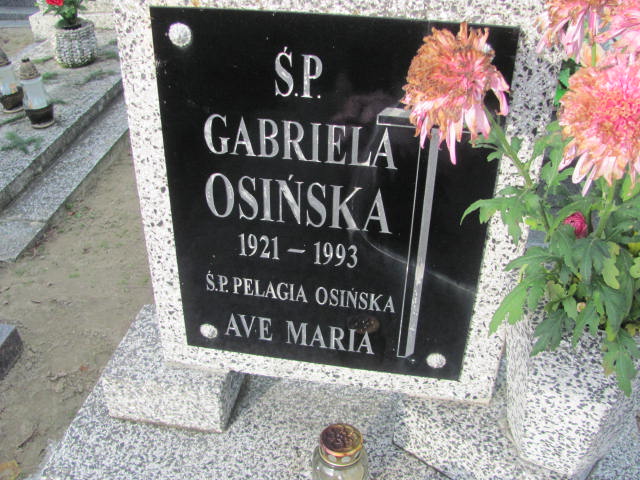 Ś.P.
GABRIELA
OSIŃSKA
1921 – 1993
Ś.P. PELAGIA OSIŃSKA
AVE MARIA